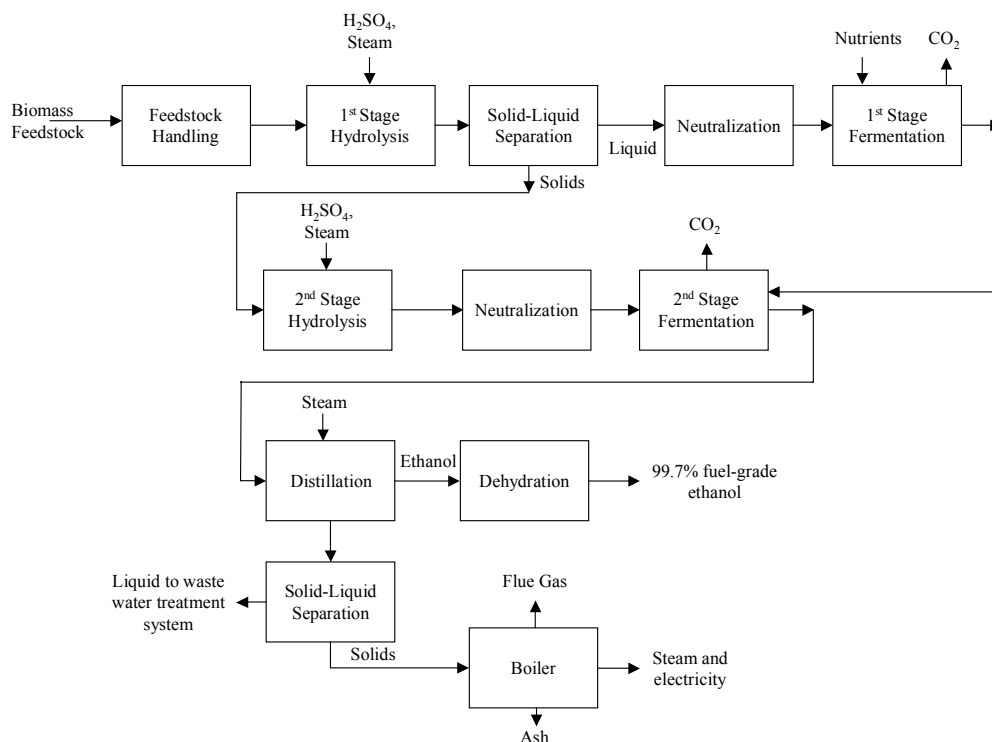 H₂SO₄,
Steam
Nutrients
CO₂
Biomass
Feedstock
Feedstock
Handling
1st Stage
Hydrolysis
Solid-Liquid
Separation
Liquid
Neutralization
1st Stage
Fermentation
Solids
H₂SO₄,
Steam
CO₂
2nd Stage
Hydrolysis
Neutralization
2nd Stage
Fermentation
Steam
Distillation
Ethanol
Dehydration
99.7% fuel-grade
ethanol
Liquid to waste
water treatment
system
Solid-Liquid
Separation
Solids
Flue Gas
Boiler
Steam and
electricity
Ash